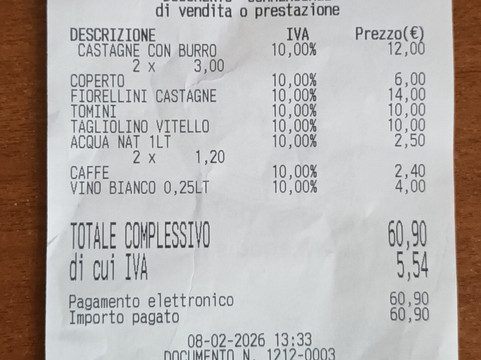 di vendita o prestazione
DESCRIZIONE IVA Prezzo(€)
CASTAGNE CON BURRO 10,00% 12,00
2 x 3,00
COPERTO 10,00% 6,00
FIORELLINI CASTAGNE 10,00% 14,00
TOMINI 10,00% 10,00
TAGLIOLINO VITELLO 10,00% 10,00
ACQUA NAT 1LT 10,00% 2,50
2 x 1,20
CAFFE 10,00% 2,40
VINO BIANCO 0,25LT 10,00% 4,00
TOTALE COMPLESSIVO 60,90
di cui IVA 5,54
Pagamento elettronico 60,90
Importo pagato 60,90
08-02-2026 13:33
DOCUMENTO N. 1212-0003